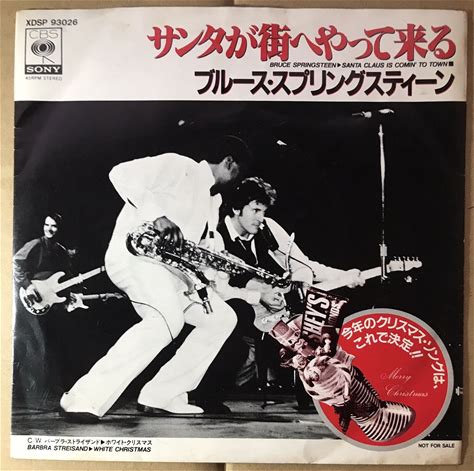 XDSP 93026
CBS
SONY
45RPM STEREO
サンタが街へやって来る
BRUCE SPRINGSTEEN▶SANTA CLAUS IS COMIN' TO TOWN■
ブルース・スプリングスティーン
今年のクリスマス・ソングは、
これで決定!!
Merry
Christmas
C.W. バーブラ・ストライザンド▶ホワイト・クリスマス
BARBRA STREISAND▶WHITE CHRISTMAS
NOT FOR SALE